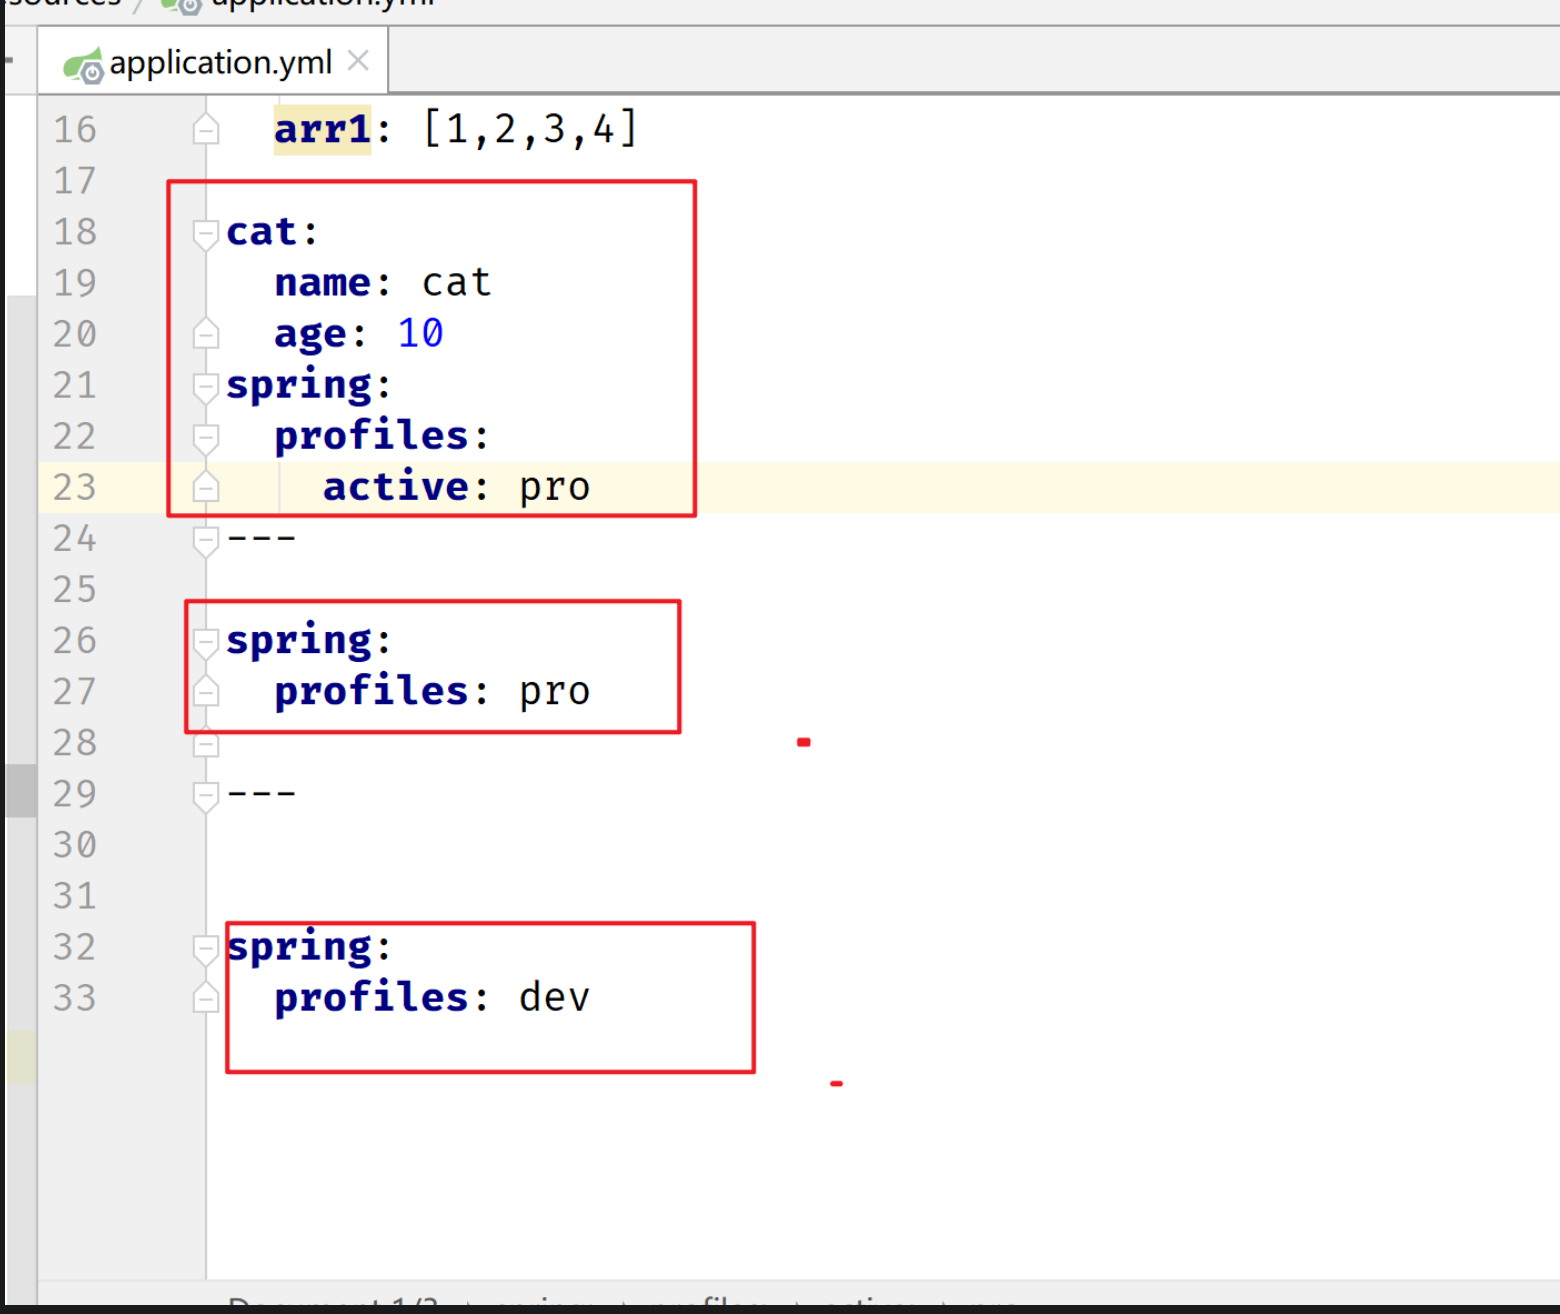 application.yml
application.yml
16 arr1: [1,2,3,4]
17
18 cat:
19   name: cat
20   age: 10
21 spring:
22   profiles:
23     active: pro
24 ---
25
26 spring:
27   profiles: pro
28
29 ---
30
31
32 spring:
33   profiles: dev